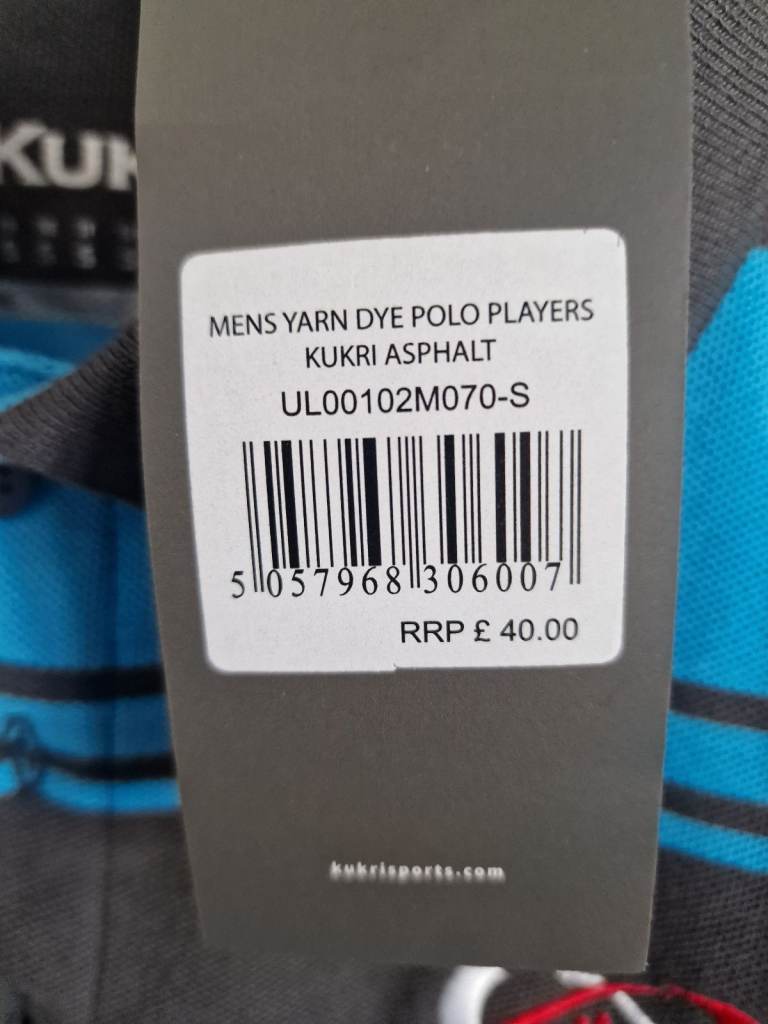 KUK
MENS YARN DYE POLO PLAYERS
KUKRI ASPHALT
UL00102M070-S
5 057968 306007
RRP £ 40.00
kukrisports.com